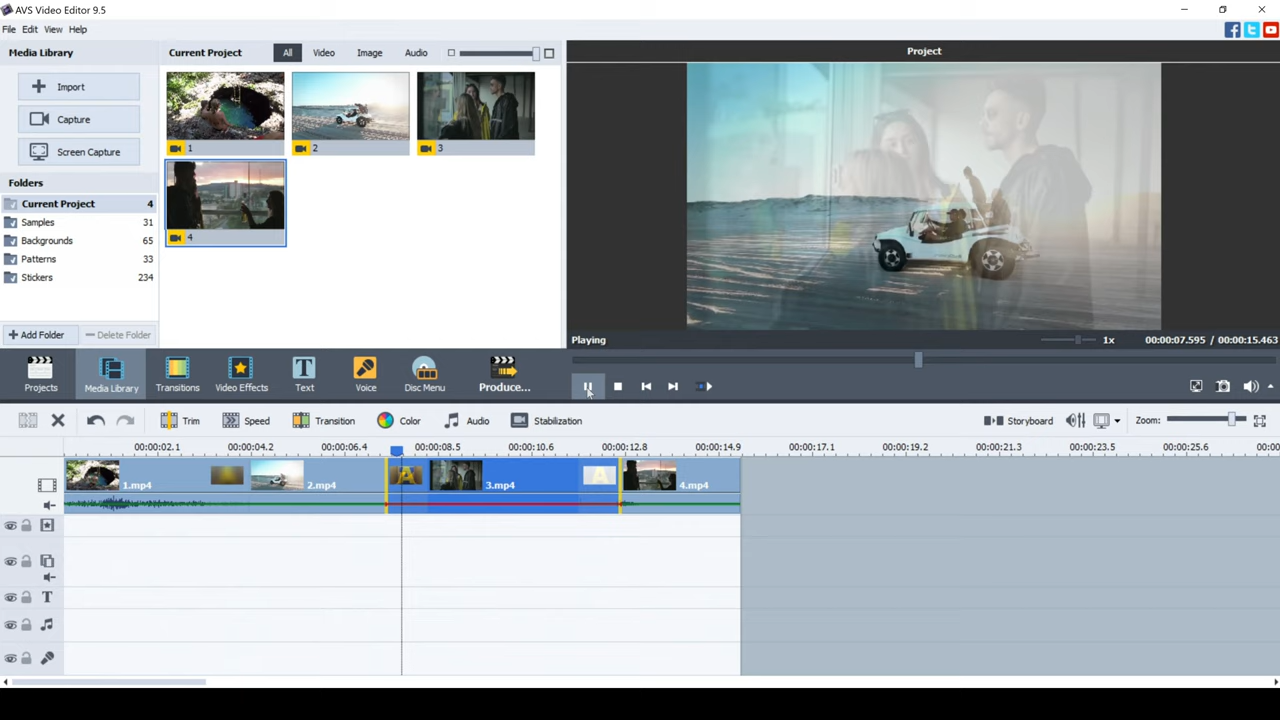 AVS Video Editor 9.5
File Edit View Help
Media Library
Current Project All Video Image Audio
Project
Import
Capture
Screen Capture
1
2
3
4
Folders
Current Project 4
Samples 31
Backgrounds 65
Patterns 33
Stickers 234
Add Folder
Delete Folder
Playing 1x 00:00:07.595 / 00:00:15.463
Projects
Media Library
Transitions
Video Effects
Text
Voice
Disc Menu
Produce...
Trim Speed Transition Color Audio Stabilization Storyboard Zoom:
00:00:02.1 00:00:04.2 00:00:06.4 00:00:08.5 00:00:10.6 00:00:12.8 00:00:14.9 00:00:17.1 00:00:19.2 00:00:21.3 00:00:23.5 00:00:25.6
1.mp4 2.mp4 3.mp4 4.mp4